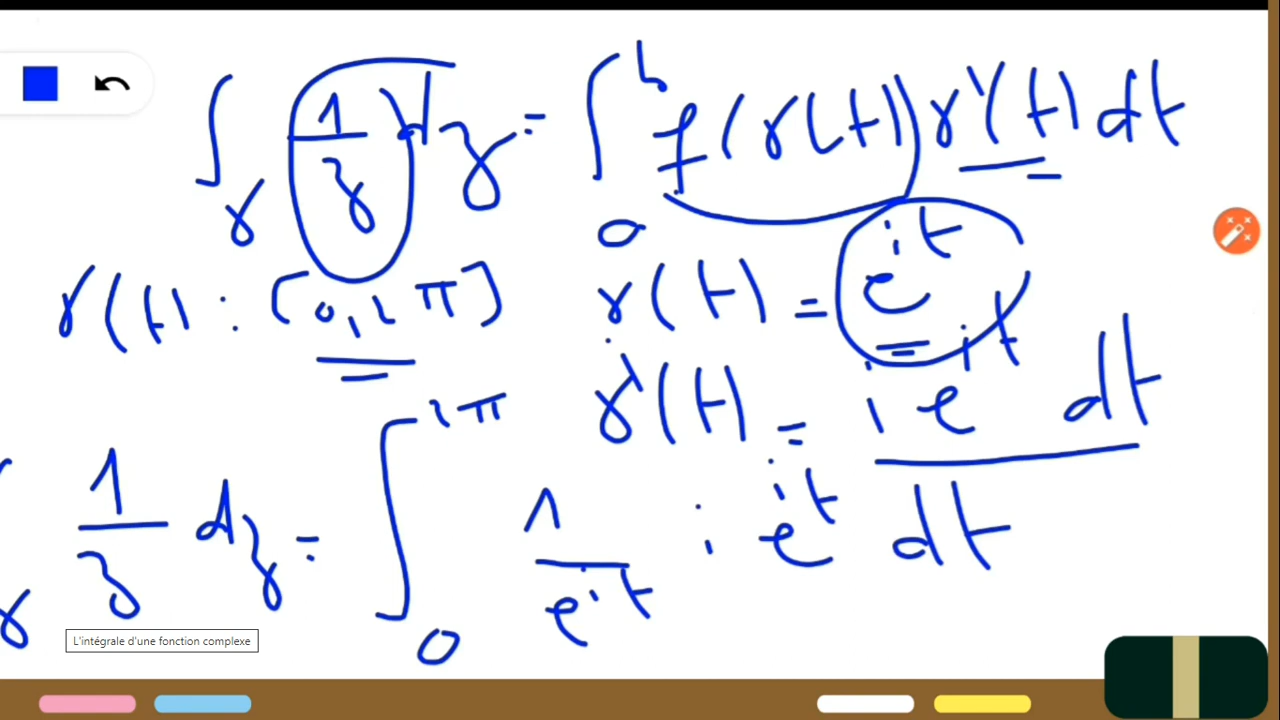 ∫_γ (1/z) dz = ∫_0^b f(γ(t)) γ'(t) dt
γ(t) : [0, 2π] γ(t) = e^{it}
γ'(t) = i e^{it} dt
∫_γ (1/z) dz = ∫_0^{2π} (1/e^{it}) i e^{it} dt
L'intégrale d'une fonction complexe